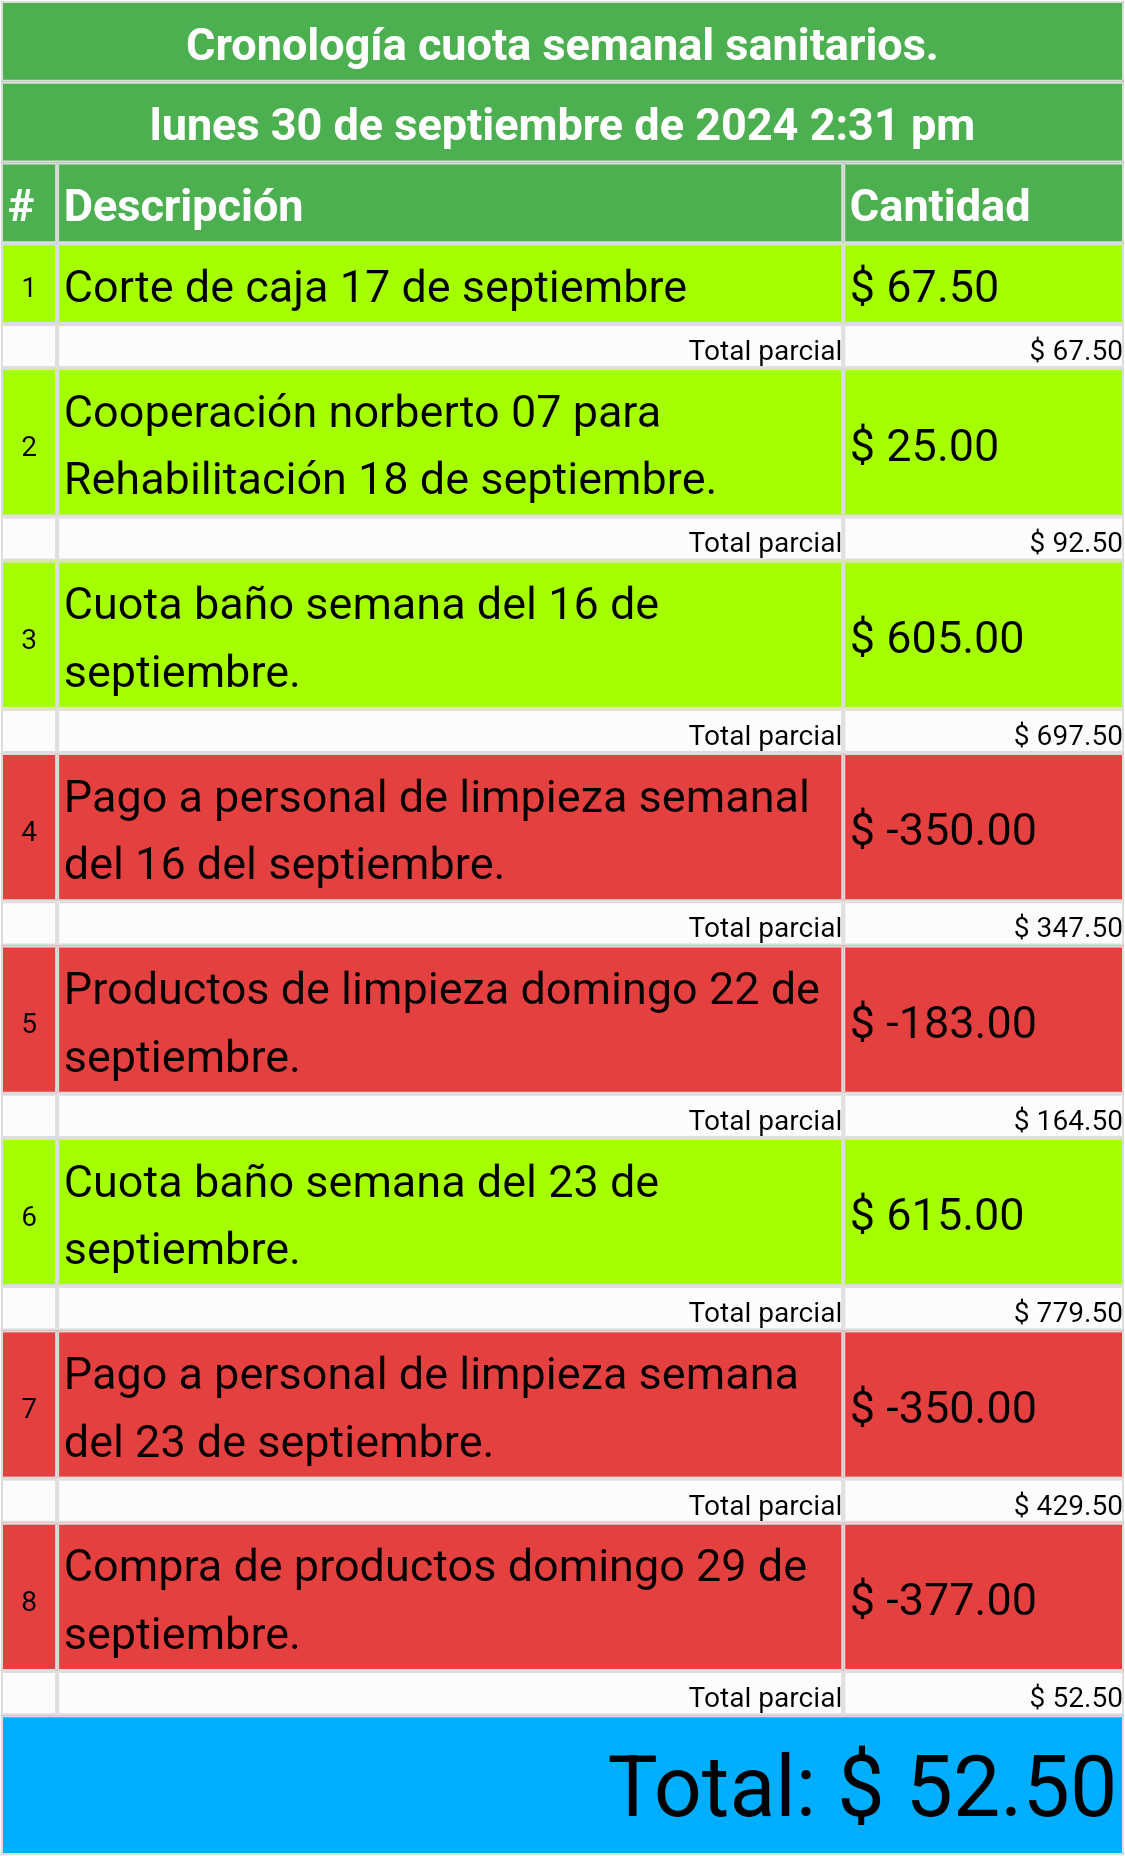 Cronología cuota semanal sanitarios.
lunes 30 de septiembre de 2024 2:31 pm
# Descripción Cantidad
1 Corte de caja 17 de septiembre $ 67.50
Total parcial $ 67.50
Cooperación norberto 07 para
2 $ 25.00
Rehabilitación 18 de septiembre.
Total parcial $ 92.50
Cuota baño semana del 16 de
3 $ 605.00
septiembre.
Total parcial $ 697.50
Pago a personal de limpieza semanal
4 $ -350.00
del 16 del septiembre.
Total parcial $ 347.50
Productos de limpieza domingo 22 de
5 $ -183.00
septiembre.
Total parcial $ 164.50
Cuota baño semana del 23 de
6 $ 615.00
septiembre.
Total parcial $ 779.50
Pago a personal de limpieza semana
7 $ -350.00
del 23 de septiembre.
Total parcial $ 429.50
Compra de productos domingo 29 de
8 $ -377.00
septiembre.
Total parcial $ 52.50
Total: $ 52.50